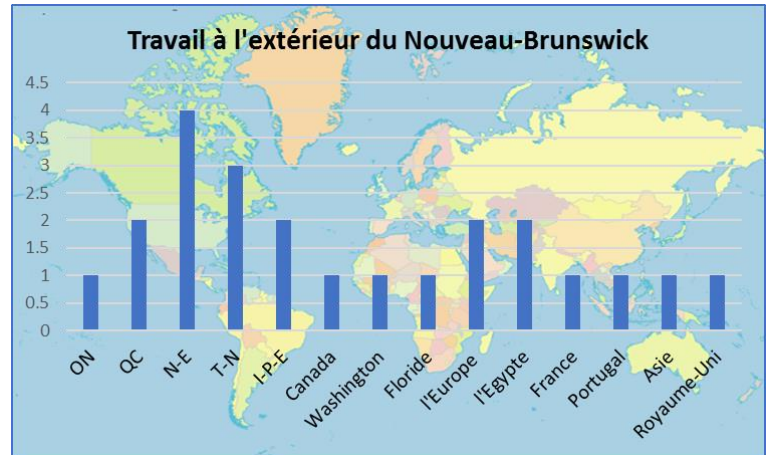 Travail à l'extérieur du Nouveau-Brunswick
4.5
4
3.5
3
2.5
2
1.5
1
0.5
0
ON
QC
N-E
T-N
I-P-E
Canada
Washington
Floride
l'Europe
l'Egypte
France
Portugal
Asie
Royaume-Uni